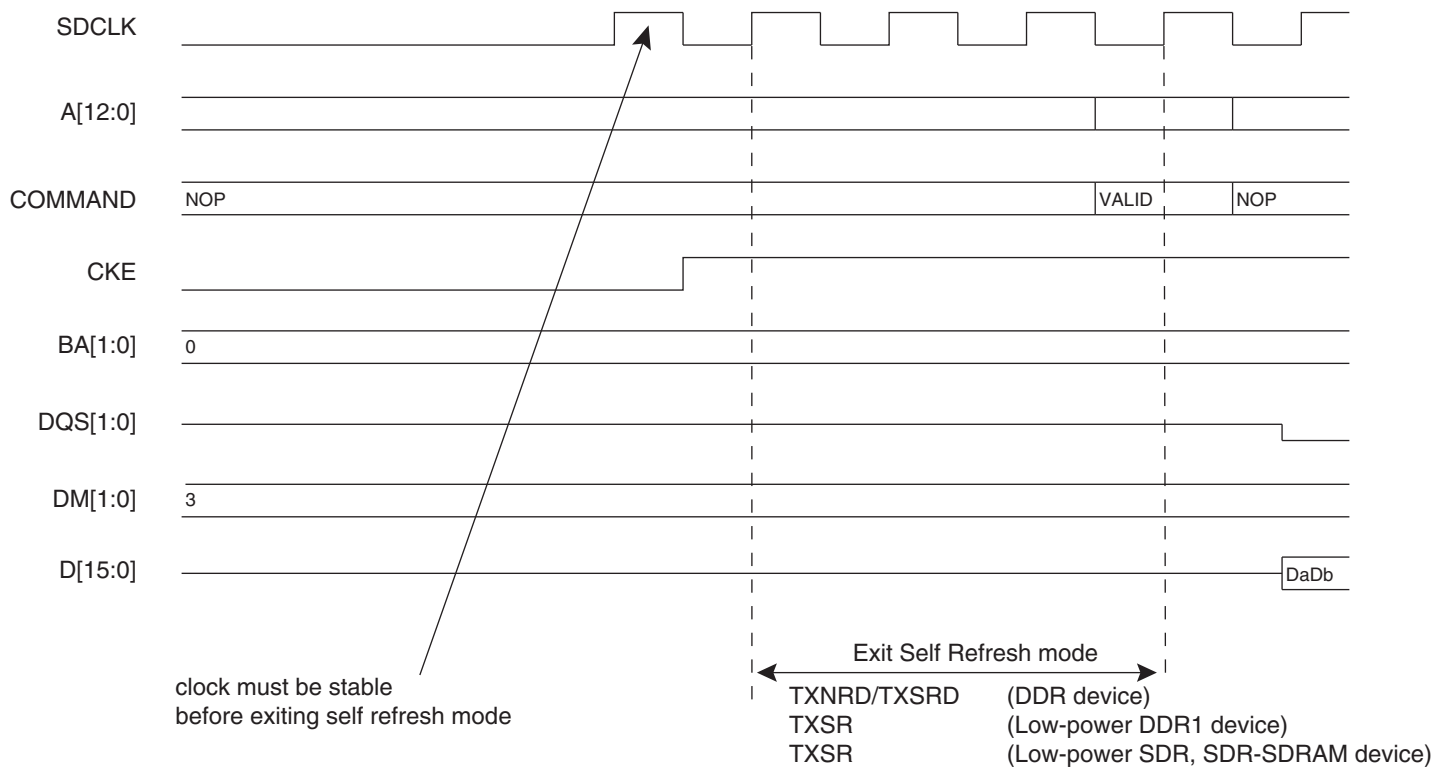 SDCLK
A[12:0]
COMMAND NOP VALID NOP
CKE
BA[1:0] 0
DQS[1:0]
DM[1:0] 3
D[15:0] DaDb
Exit Self Refresh mode
clock must be stable
before exiting self refresh mode
TXNRD/TXSRD (DDR device)
TXSR (Low-power DDR1 device)
TXSR (Low-power SDR, SDR-SDRAM device)